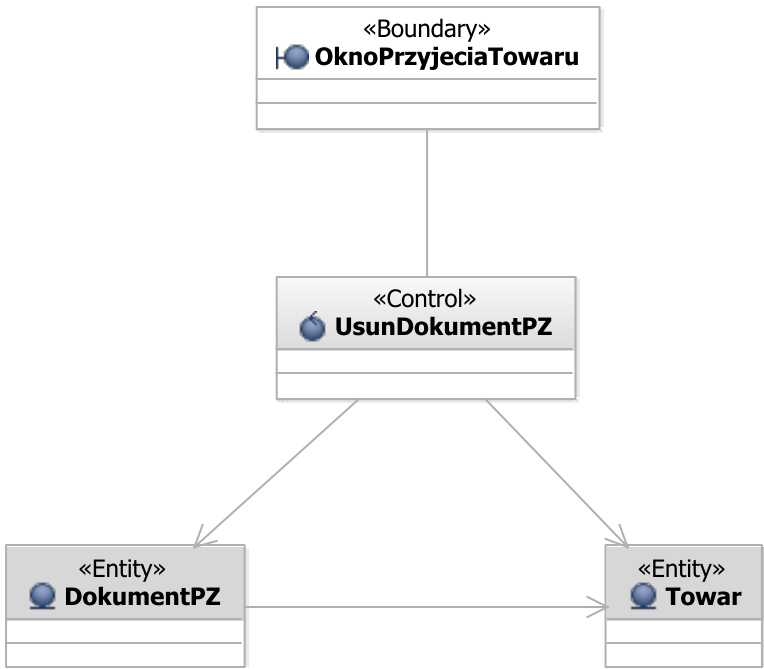 «Boundary»
OknoPrzyjeciaTowaru
«Control»
UsunDokumentPZ
«Entity»
DokumentPZ
«Entity»
Towar